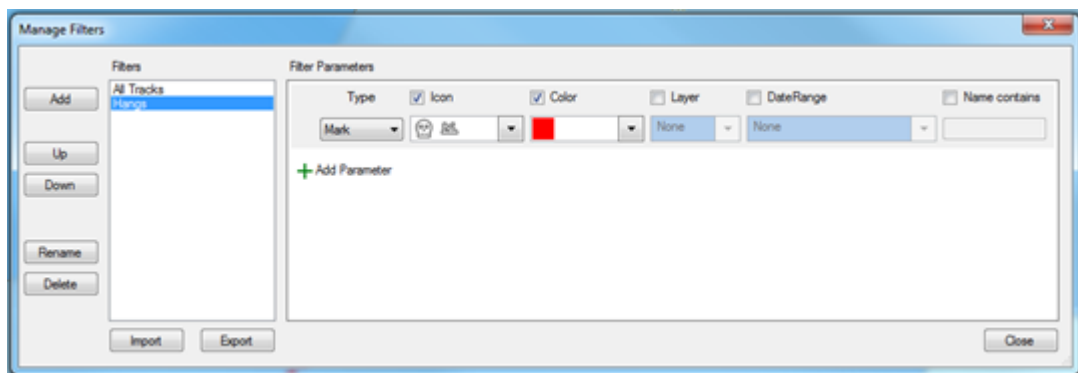 Manage Filters
Filters
Filter Parameters
Add
Up
Down
Rename
Delete
All Tracks
Hangs
Import
Export
Type Icon Color Layer DateRange Name contains
Mark None None
Add Parameter
Close